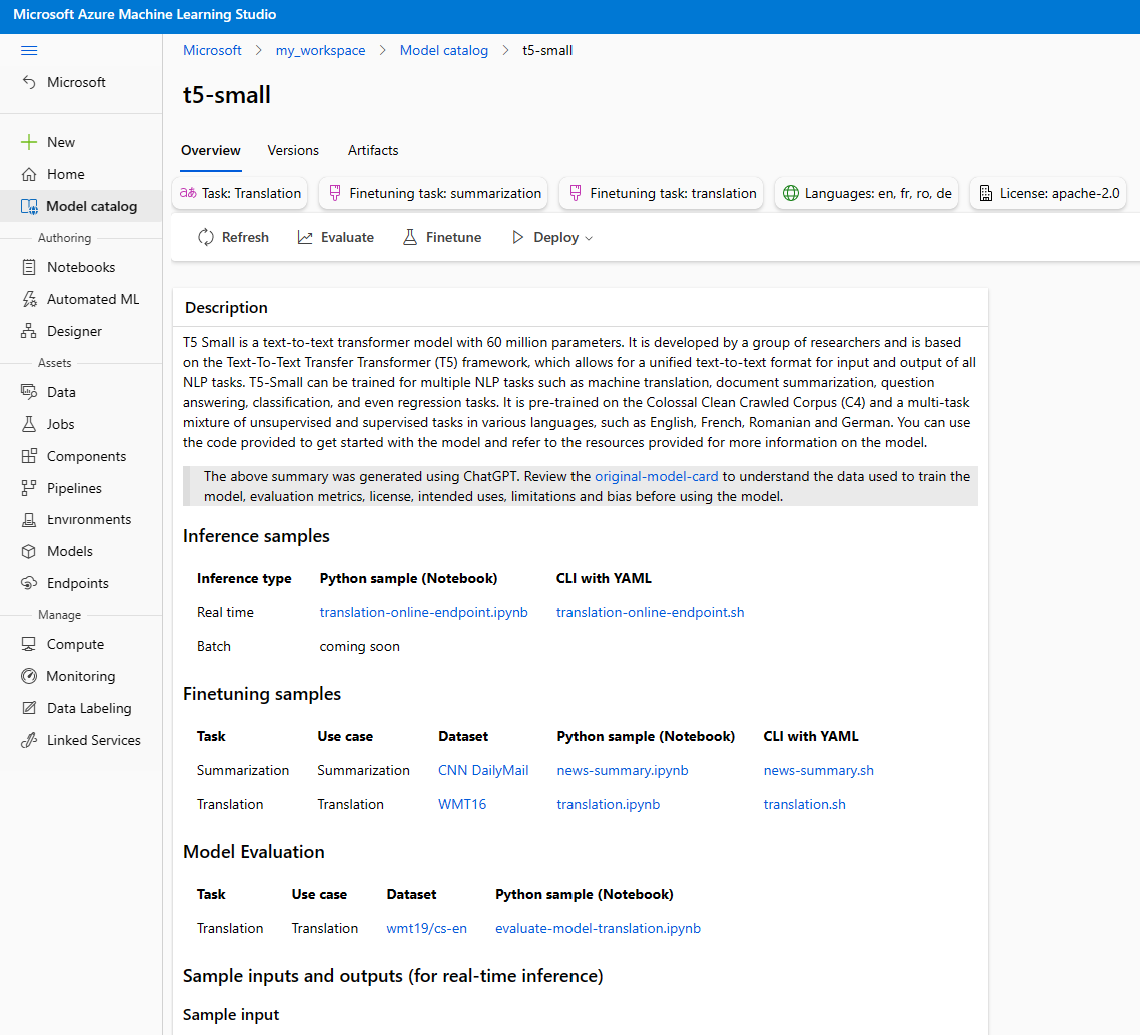 Microsoft Azure Machine Learning Studio
Microsoft > my_workspace > Model catalog > t5-small
Microsoft
New
Home
Model catalog
Authoring
Notebooks
Automated ML
Designer
Assets
Data
Jobs
Components
Pipelines
Environments
Models
Endpoints
Manage
Compute
Monitoring
Data Labeling
Linked Services
t5-small
Overview Versions Artifacts
aあ Task: Translation Finetuning task: summarization Finetuning task: translation Languages: en, fr, ro, de License: apache-2.0
Refresh Evaluate Finetune Deploy
Description
T5 Small is a text-to-text transformer model with 60 million parameters. It is developed by a group of researchers and is based
on the Text-To-Text Transfer Transformer (T5) framework, which allows for a unified text-to-text format for input and output of all
NLP tasks. T5-Small can be trained for multiple NLP tasks such as machine translation, document summarization, question
answering, classification, and even regression tasks. It is pre-trained on the Colossal Clean Crawled Corpus (C4) and a multi-task
mixture of unsupervised and supervised tasks in various languages, such as English, French, Romanian and German. You can use
the code provided to get started with the model and refer to the resources provided for more information on the model.
The above summary was generated using ChatGPT. Review the original-model-card to understand the data used to train the
model, evaluation metrics, license, intended uses, limitations and bias before using the model.
Inference samples
Inference type Python sample (Notebook) CLI with YAML
Real time translation-online-endpoint.ipynb translation-online-endpoint.sh
Batch coming soon
Finetuning samples
Task Use case Dataset Python sample (Notebook) CLI with YAML
Summarization Summarization CNN DailyMail news-summary.ipynb news-summary.sh
Translation Translation WMT16 translation.ipynb translation.sh
Model Evaluation
Task Use case Dataset Python sample (Notebook)
Translation Translation wmt19/cs-en evaluate-model-translation.ipynb
Sample inputs and outputs (for real-time inference)
Sample input